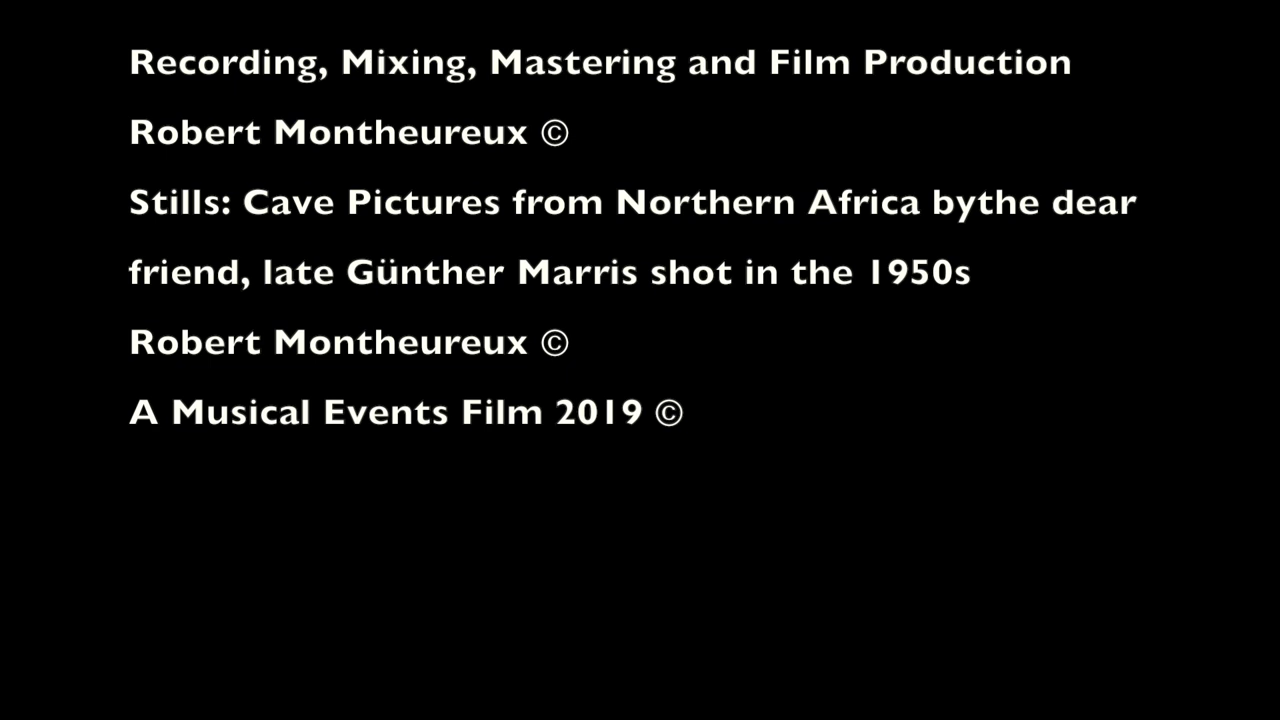 Recording, Mixing, Mastering and Film Production
Robert Montheureux ©
Stills: Cave Pictures from Northern Africa bythe dear
friend, late Günther Marris shot in the 1950s
Robert Montheureux ©
A Musical Events Film 2019 ©